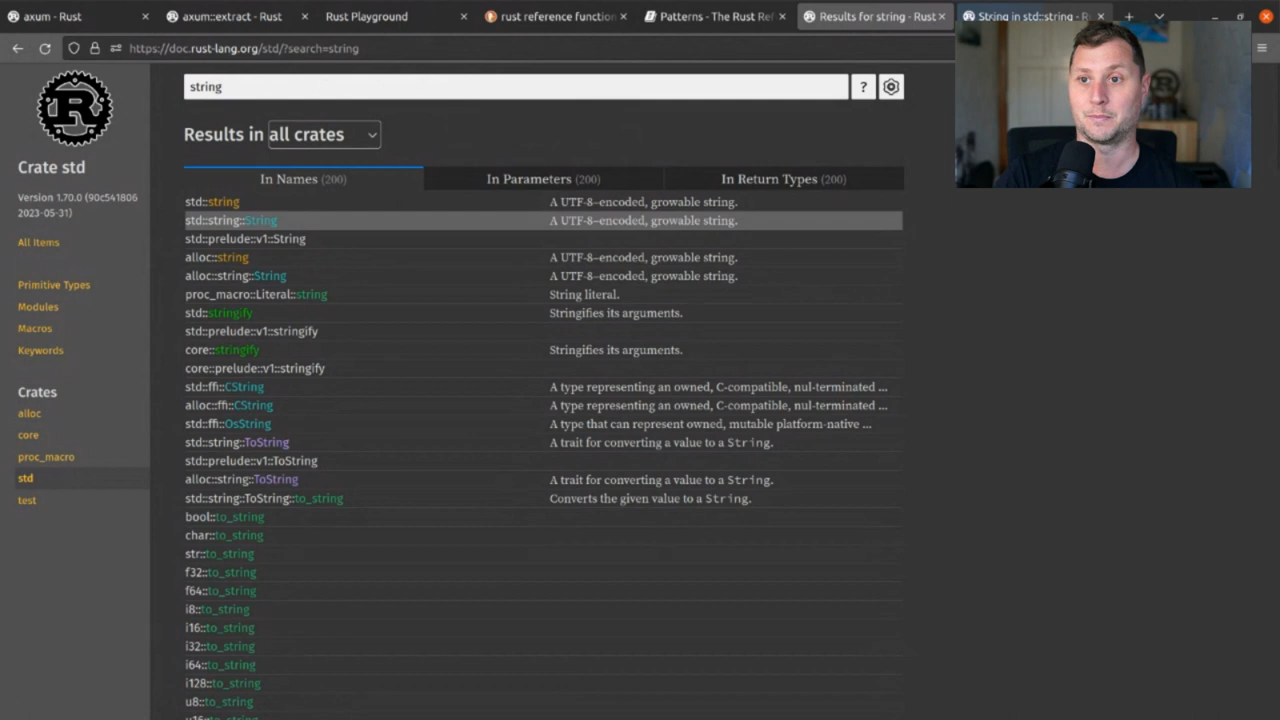 axum - Rust
axum::extract - Rust
Rust Playground
rust reference function
Patterns - The Rust Ref
Results for string - Rust
String in std::string - R
https://doc.rust-lang.org/std/?search=string
string
?
Results in all crates
In Names (200)
In Parameters (200)
In Return Types (200)
Crate std
Version 1.70.0 (90c541806
2023-05-31)
All Items
Primitive Types
Modules
Macros
Keywords
Crates
alloc
core
proc_macro
std
test
std::string A UTF-8–encoded, growable string.
std::string::String A UTF-8–encoded, growable string.
std::prelude::v1::String
alloc::string A UTF-8–encoded, growable string.
alloc::string::String A UTF-8–encoded, growable string.
proc_macro::Literal::string String literal.
std::stringify Stringifies its arguments.
std::prelude::v1::stringify
core::stringify Stringifies its arguments.
core::prelude::v1::stringify
std::ffi::CString A type representing an owned, C-compatible, nul-terminated ...
alloc::ffi::CString A type representing an owned, C-compatible, nul-terminated ...
std::ffi::OsString A type that can represent owned, mutable platform-native ...
std::string::ToString A trait for converting a value to a String.
std::prelude::v1::ToString
alloc::string::ToString A trait for converting a value to a String.
std::string::ToString::to_string Converts the given value to a String.
bool::to_string
char::to_string
str::to_string
f32::to_string
f64::to_string
i8::to_string
i16::to_string
i32::to_string
i64::to_string
i128::to_string
u8::to_string